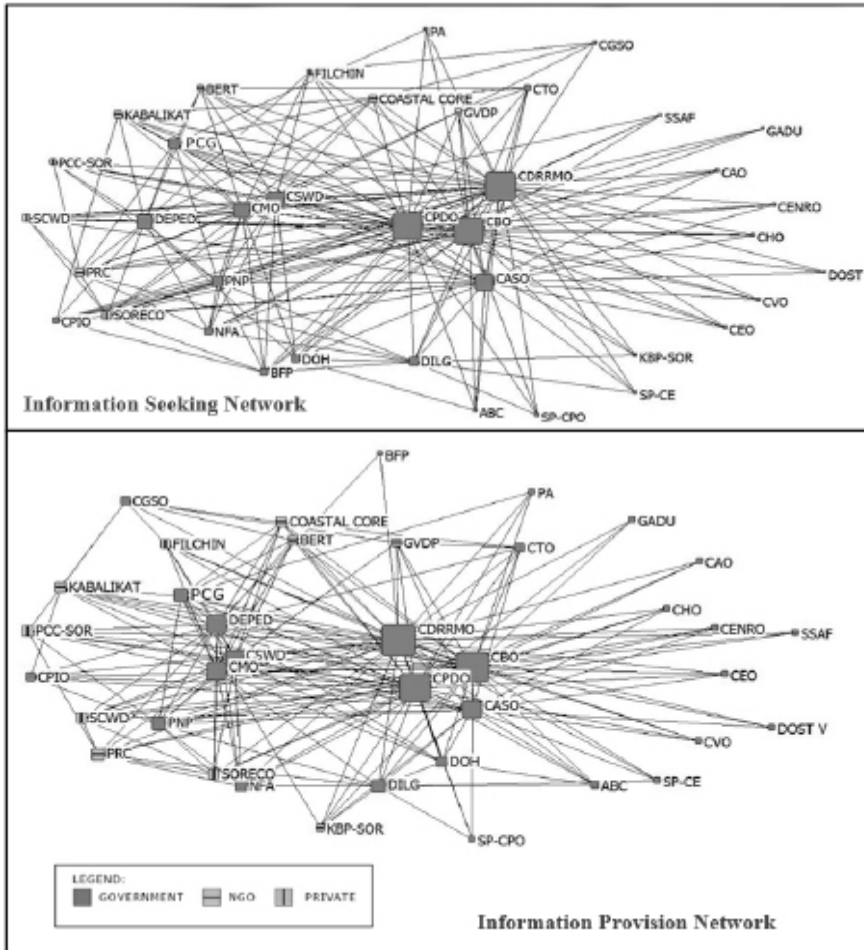 PA
CGSO
FILCHIN
BERT
COASTAL CORE
CTO
KABALIKAT
GVDP
SSAF
GADU
PCG
PCC-SOR
CDRRMO
CAO
CSWD
CENRO
SCWD
DEPED
CMO
CPDO
CBO
CHO
PRC
PNP
CASO
DOST
CVO
CPIO
SORECO
NFA
CEO
DOH
DILG
KBP-SOR
BFP
SP-CE
Information Seeking Network
ABC
SP-CPO
BFP
CGSO
PA
COASTAL CORE
GADU
FILCHIN
BERT
GVDP
CTO
CAO
KABALIKAT
PCG
CHO
DEPED
CDRRMO
CENRO
SSAF
PCC-SOR
CSWD
CBO
CMO
CEO
CPIO
CPDO
SCWD
PNP
CASO
DOST V
CVO
PRC
DOH
SORECO
NFA
DILG
ABC
SP-CE
KBP-SOR
SP-CPO
LEGEND:
GOVERNMENT NGO PRIVATE
Information Provision Network